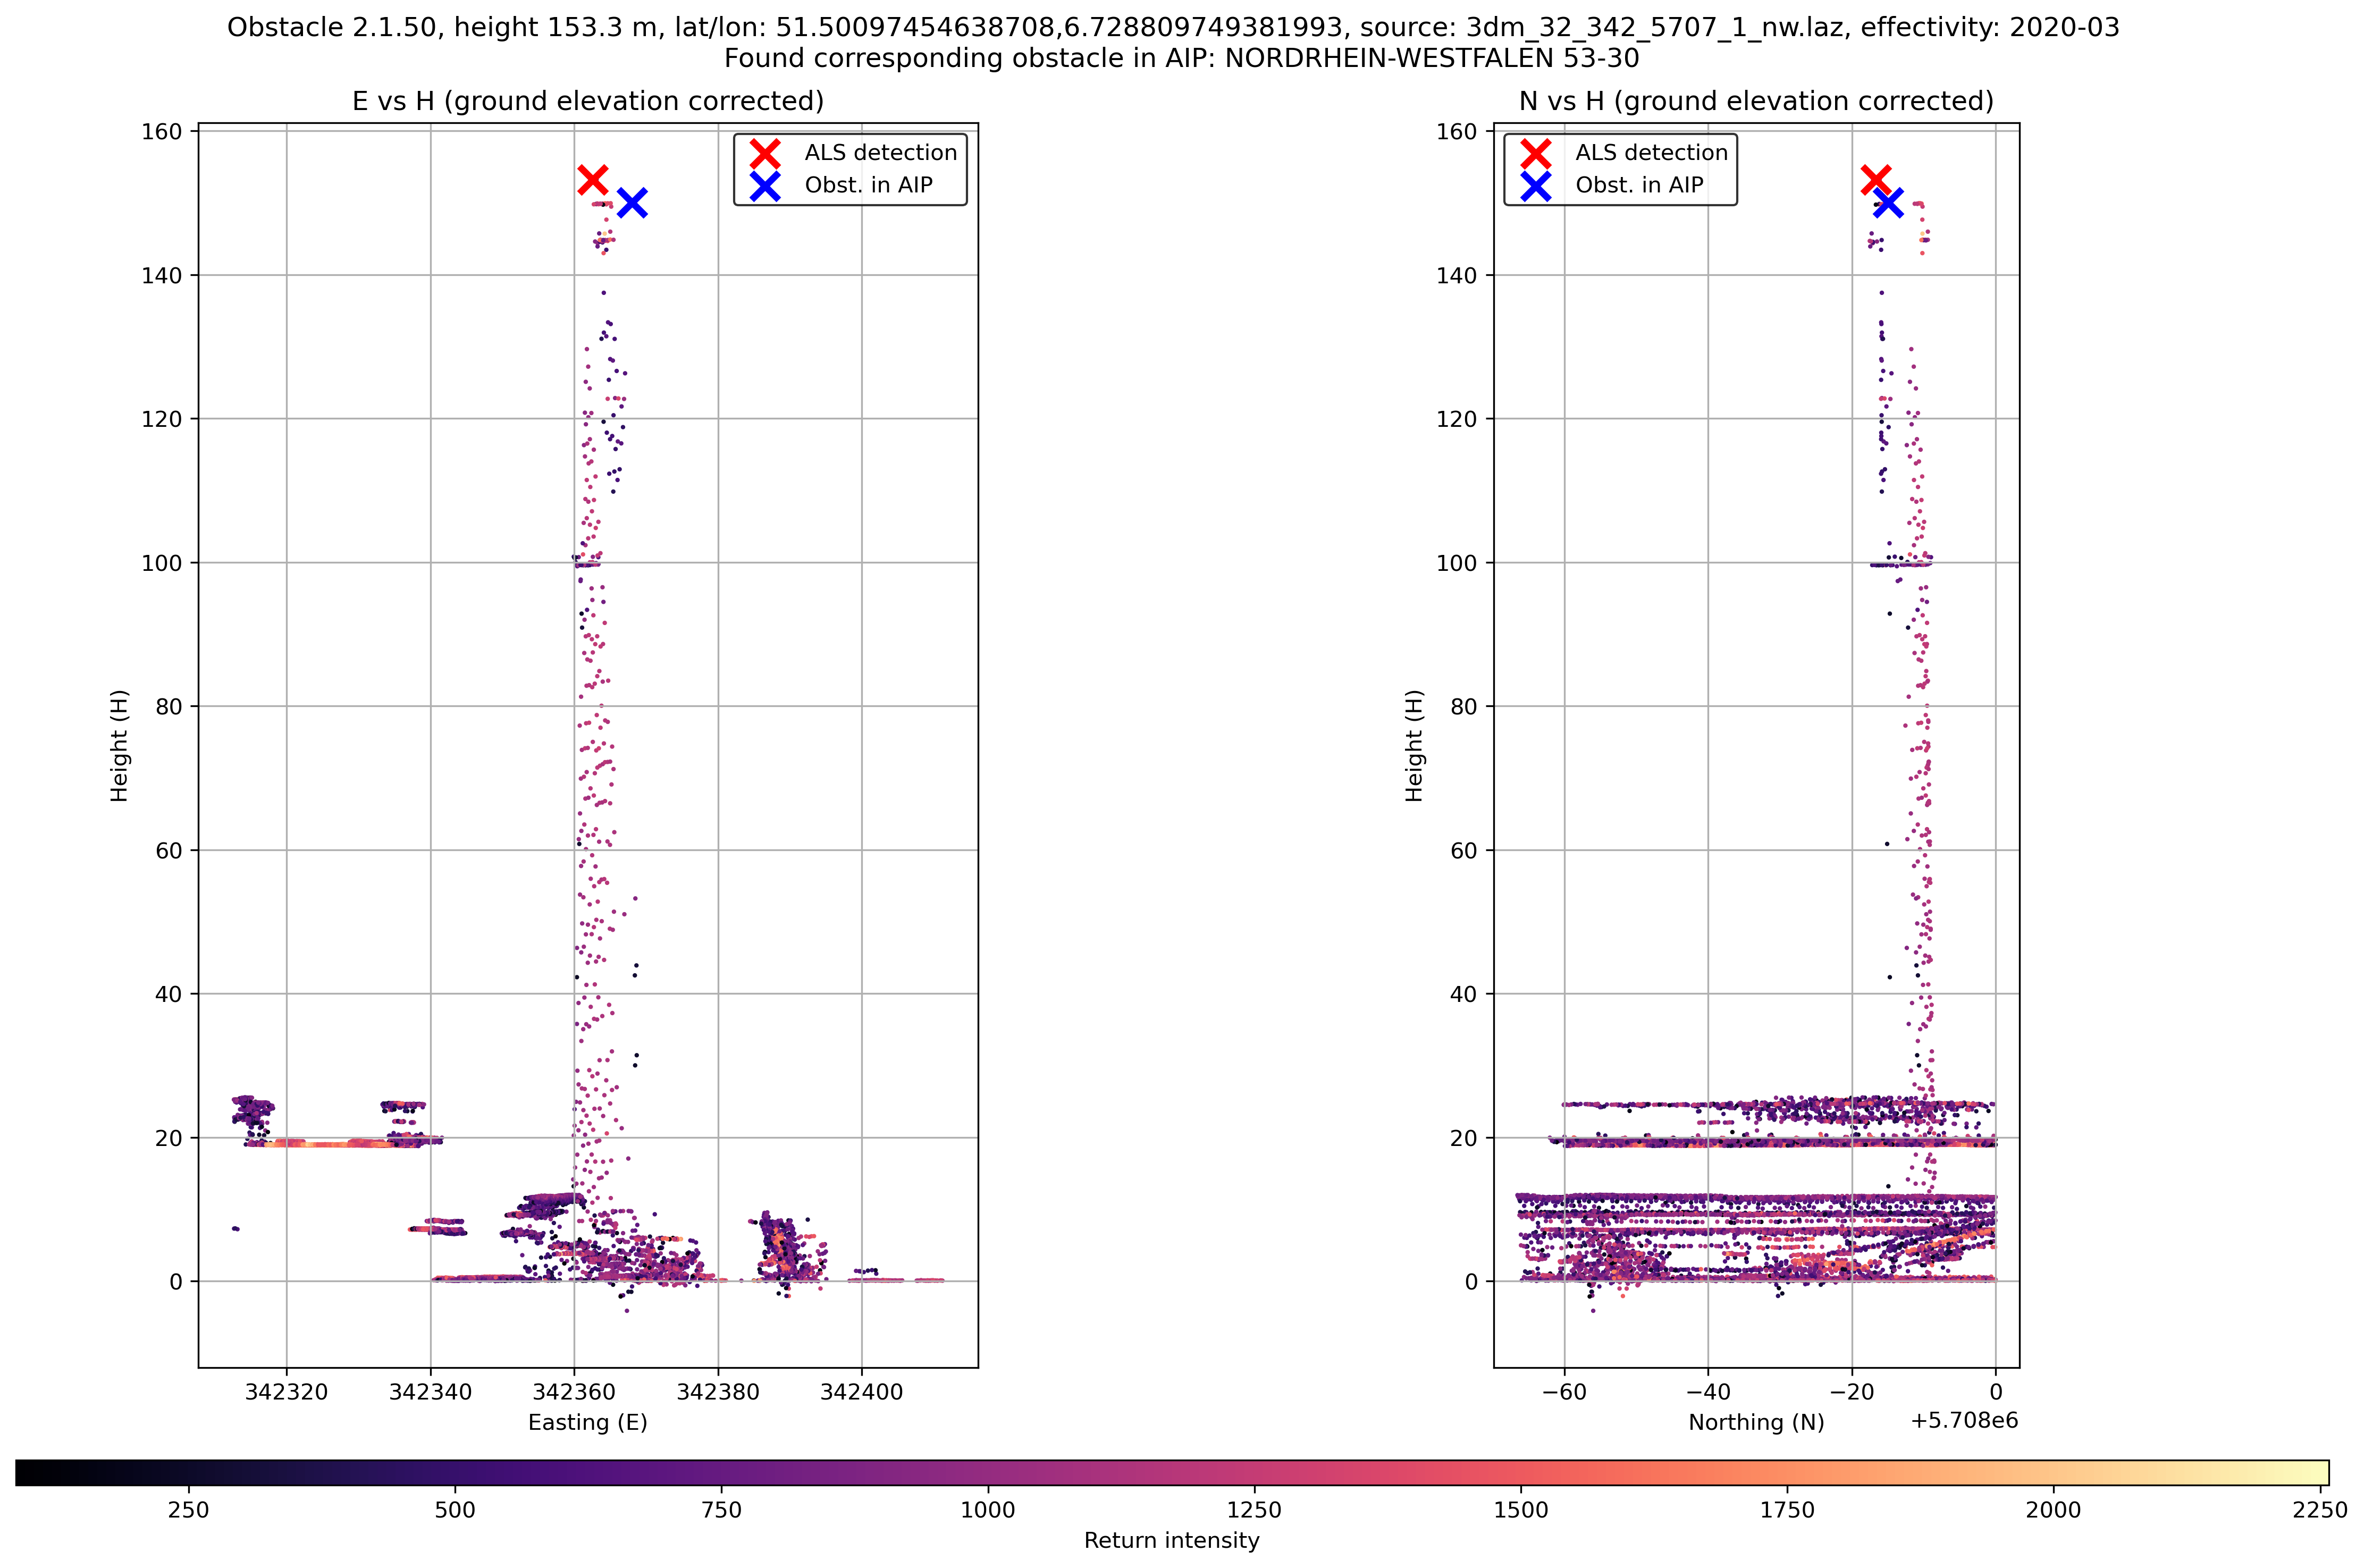 Obstacle 2.1.50, height 153.3 m, lat/lon: 51.50097454638708,6.728809749381993, source: 3dm_32_342_5707_1_nw.laz, effectivity: 2020-03
Found corresponding obstacle in AIP: NORDRHEIN-WESTFALEN 53-30
E vs H (ground elevation corrected)
ALS detection
Obst. in AIP
160
140
120
100
80
60
40
20
0
Height (H)
342320 342340 342360 342380 342400
Easting (E)
N vs H (ground elevation corrected)
ALS detection
Obst. in AIP
160
140
120
100
80
60
40
20
0
Height (H)
−60 −40 −20 0
Northing (N) +5.708e6
250 500 750 1000 1250 1500 1750 2000 2250
Return intensity